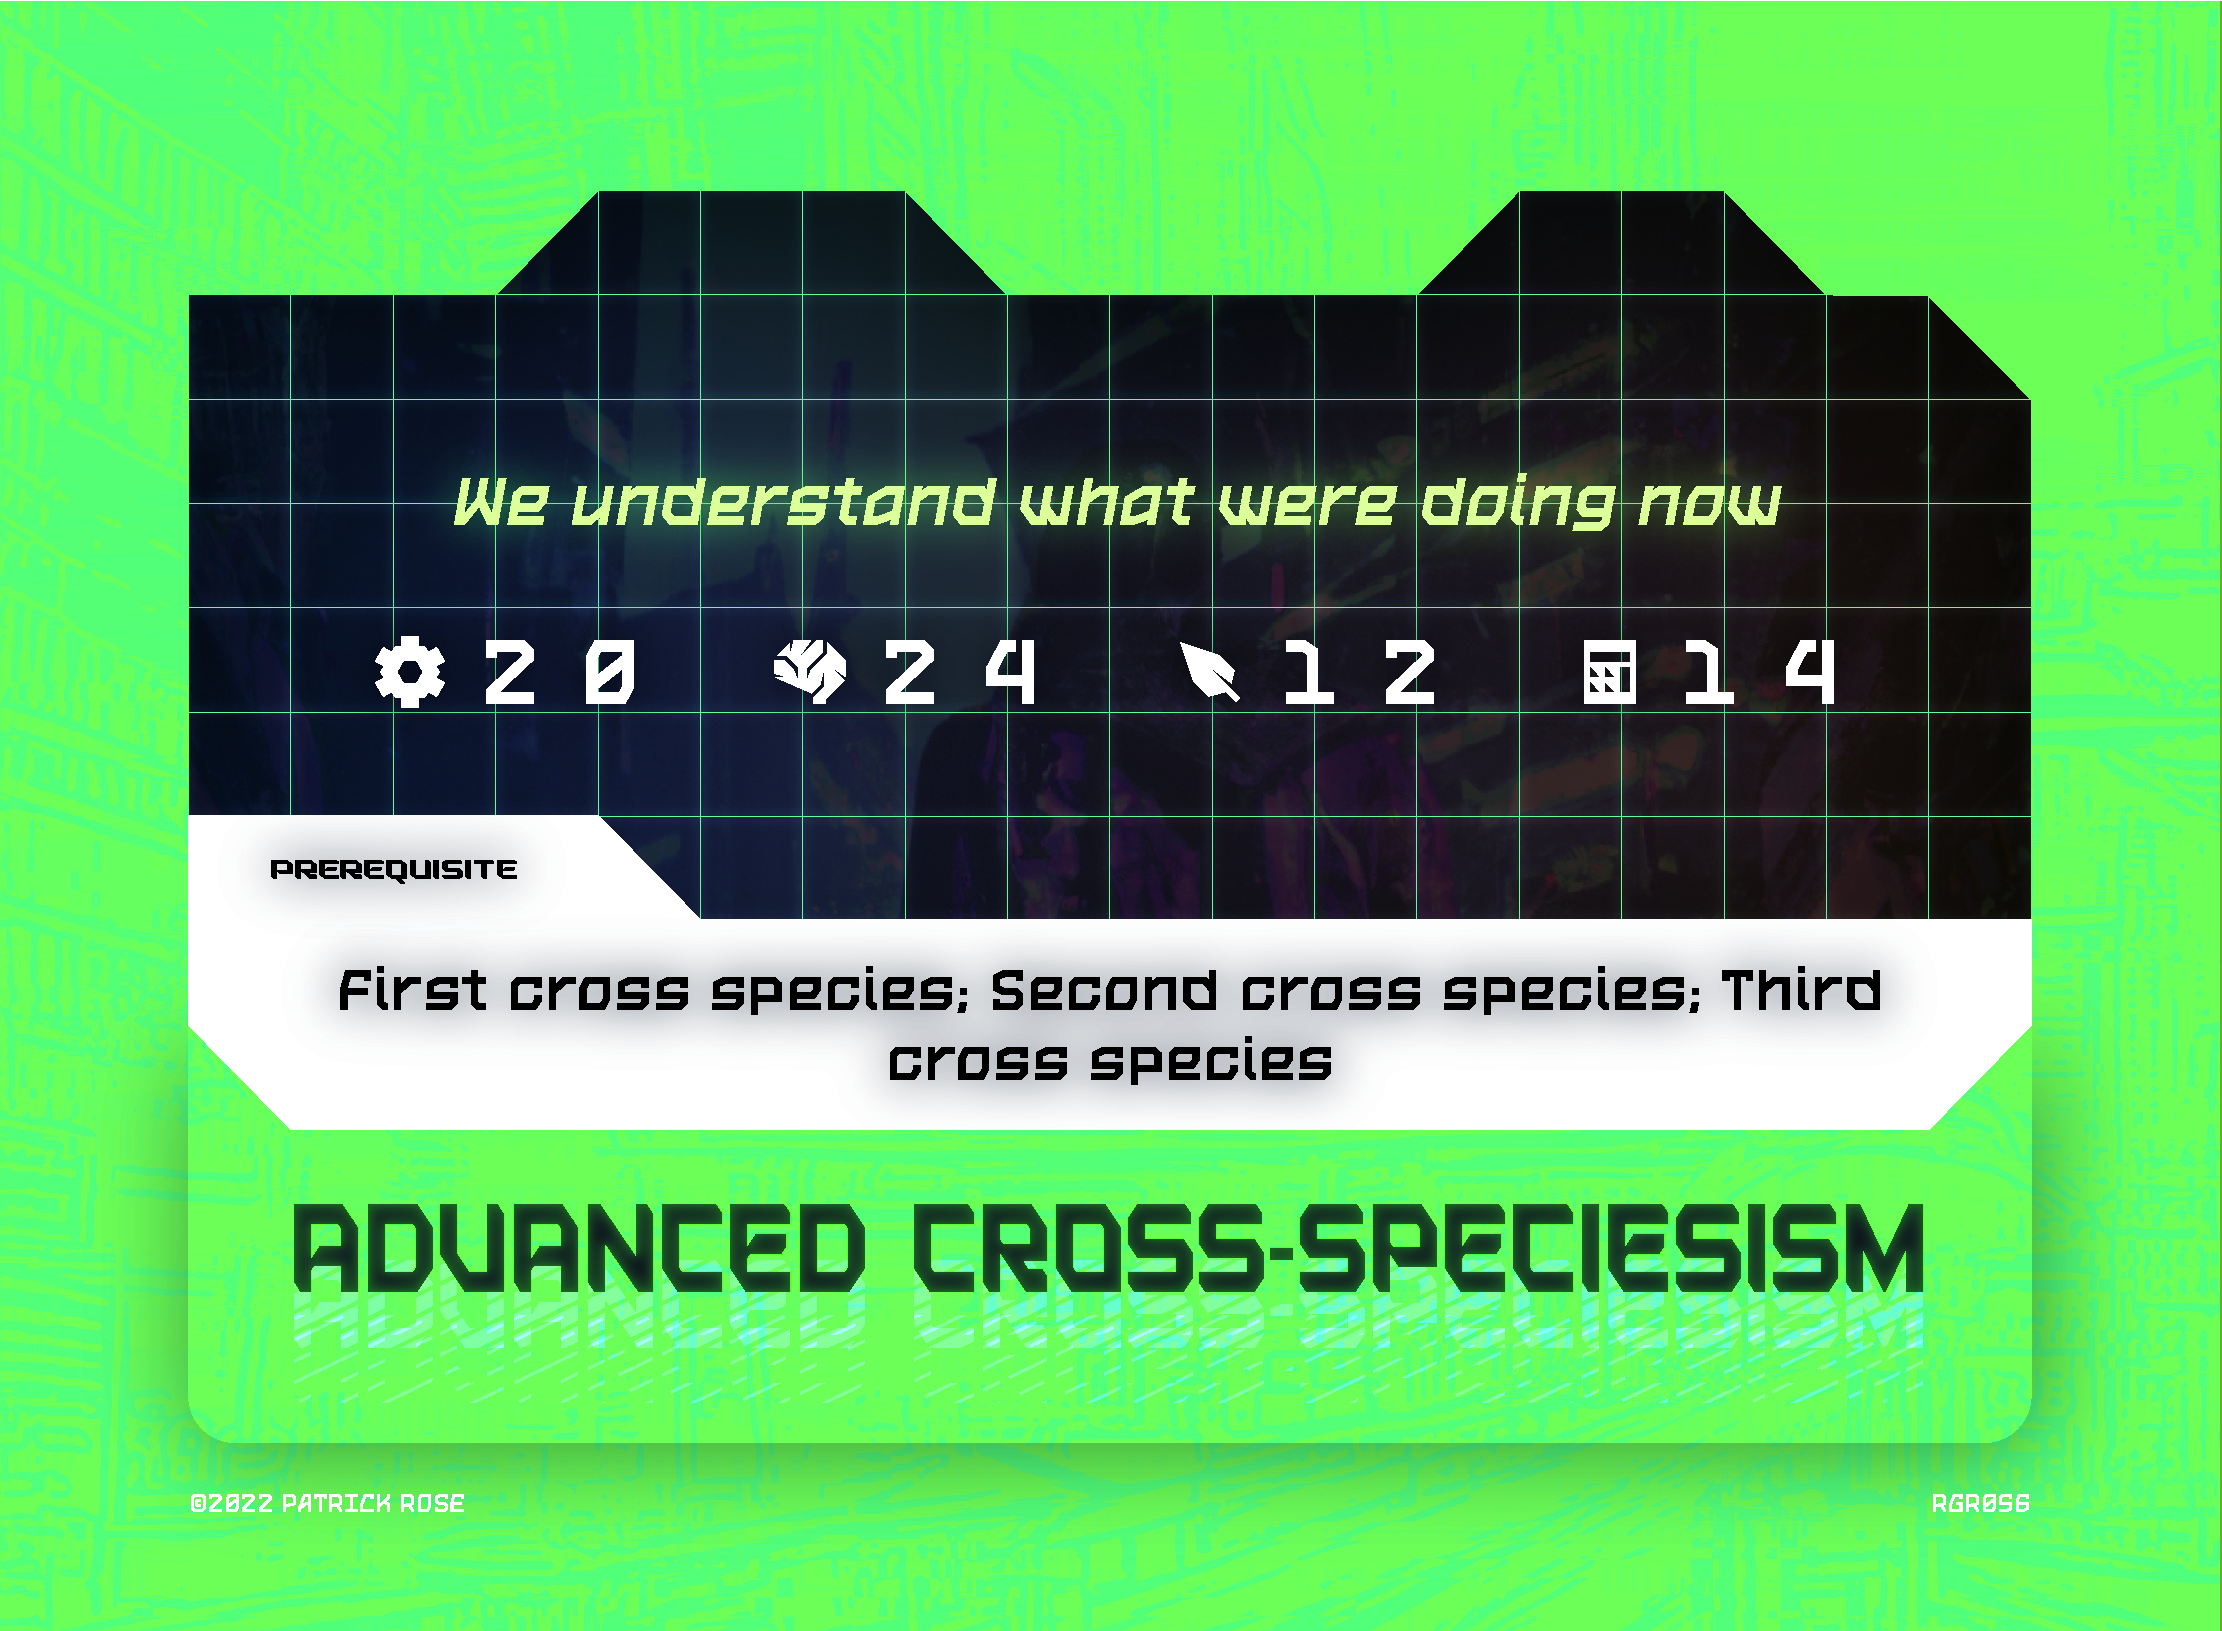 We understand what were doing now
20 24 12 14
PREREQUISITE
First cross species; Second cross species; Third
cross species
ADVANCED CROSS-SPECIESISM
©2022 PATRICK ROSE
RGR056